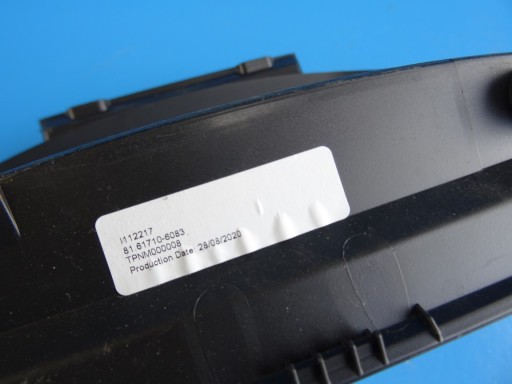 I112217
81.61710-6083
TPNM000008
Production Date: 28/08/2020